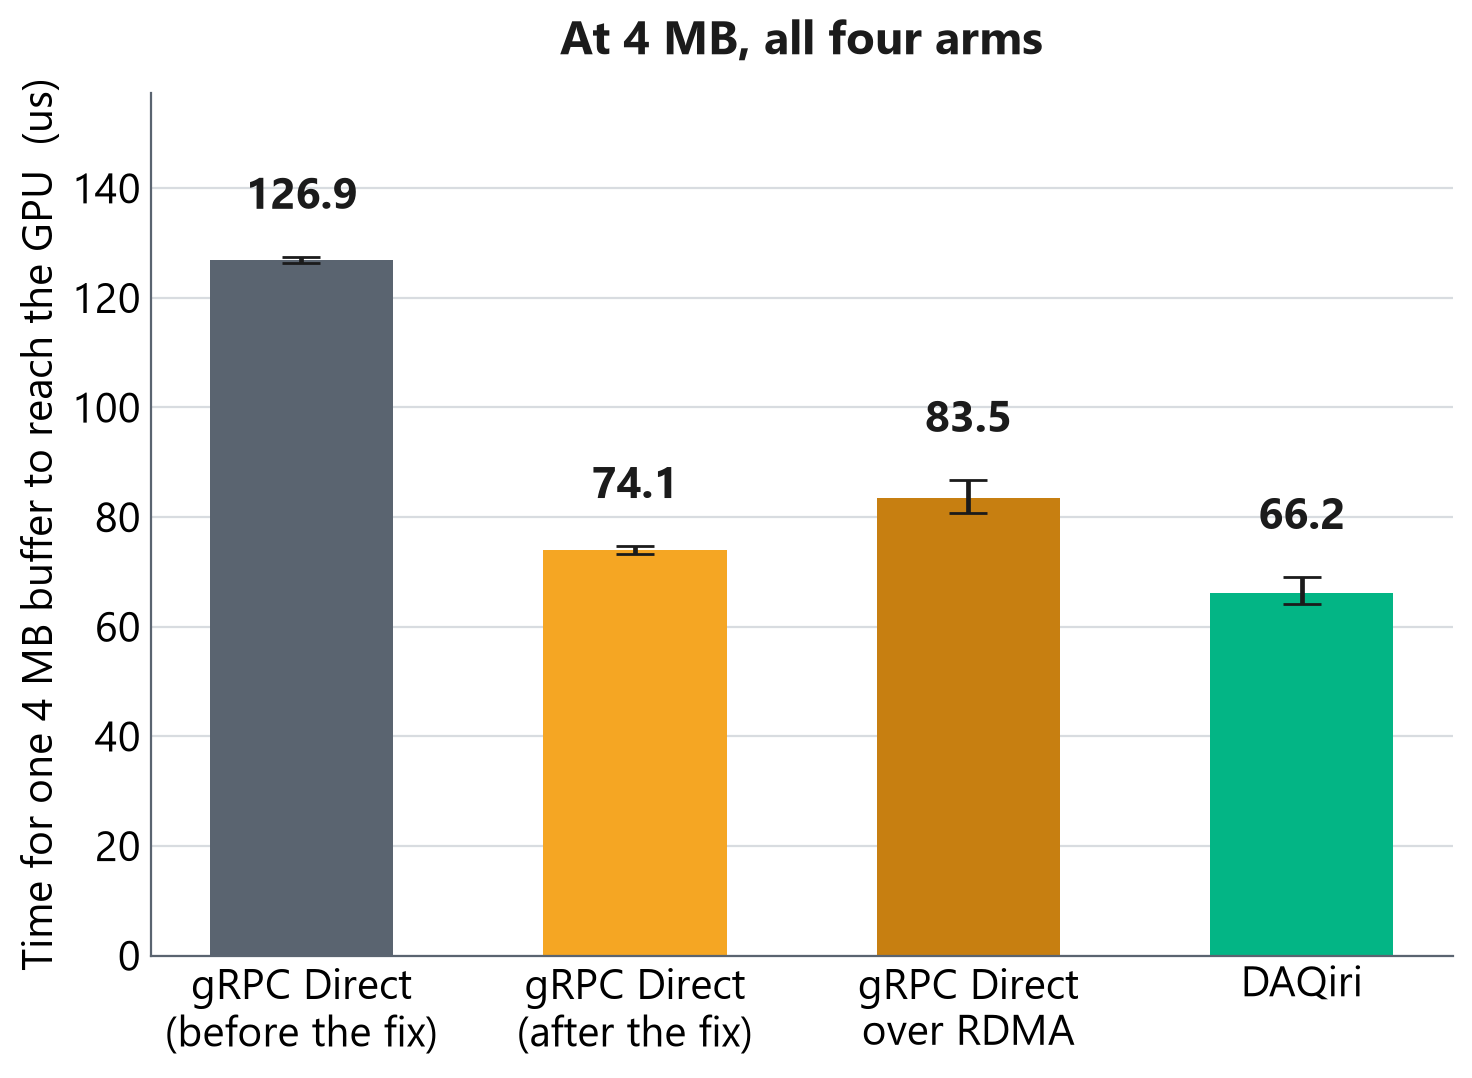 At 4 MB, all four arms
Time for one 4 MB buffer to reach the GPU (us)
140
120
100
80
60
40
20
0
126.9
74.1
83.5
66.2
gRPC Direct
(before the fix)
gRPC Direct
(after the fix)
gRPC Direct
over RDMA
DAQiri